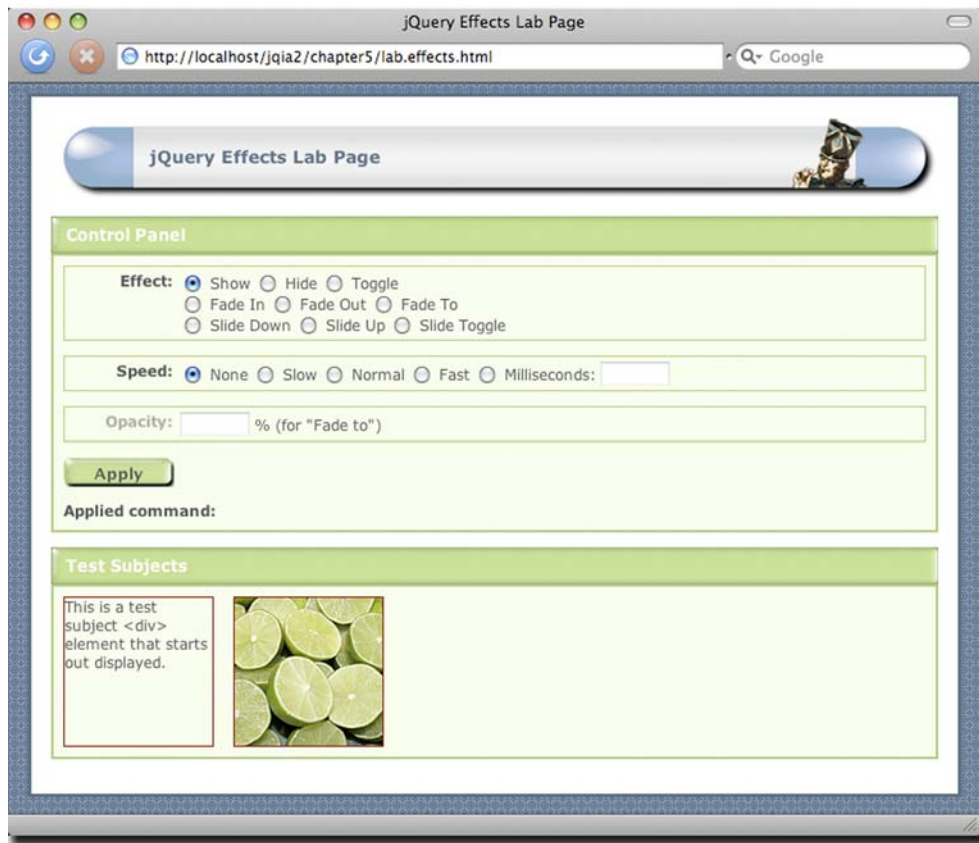 jQuery Effects Lab Page
http://localhost/jqia2/chapter5/lab.effects.html
Google
jQuery Effects Lab Page
Control Panel
Effect: Show Hide Toggle
Fade In Fade Out Fade To
Slide Down Slide Up Slide Toggle
Speed: None Slow Normal Fast Milliseconds:
Opacity: % (for "Fade to")
Apply
Applied command:
Test Subjects
This is a test
subject <div>
element that starts
out displayed.